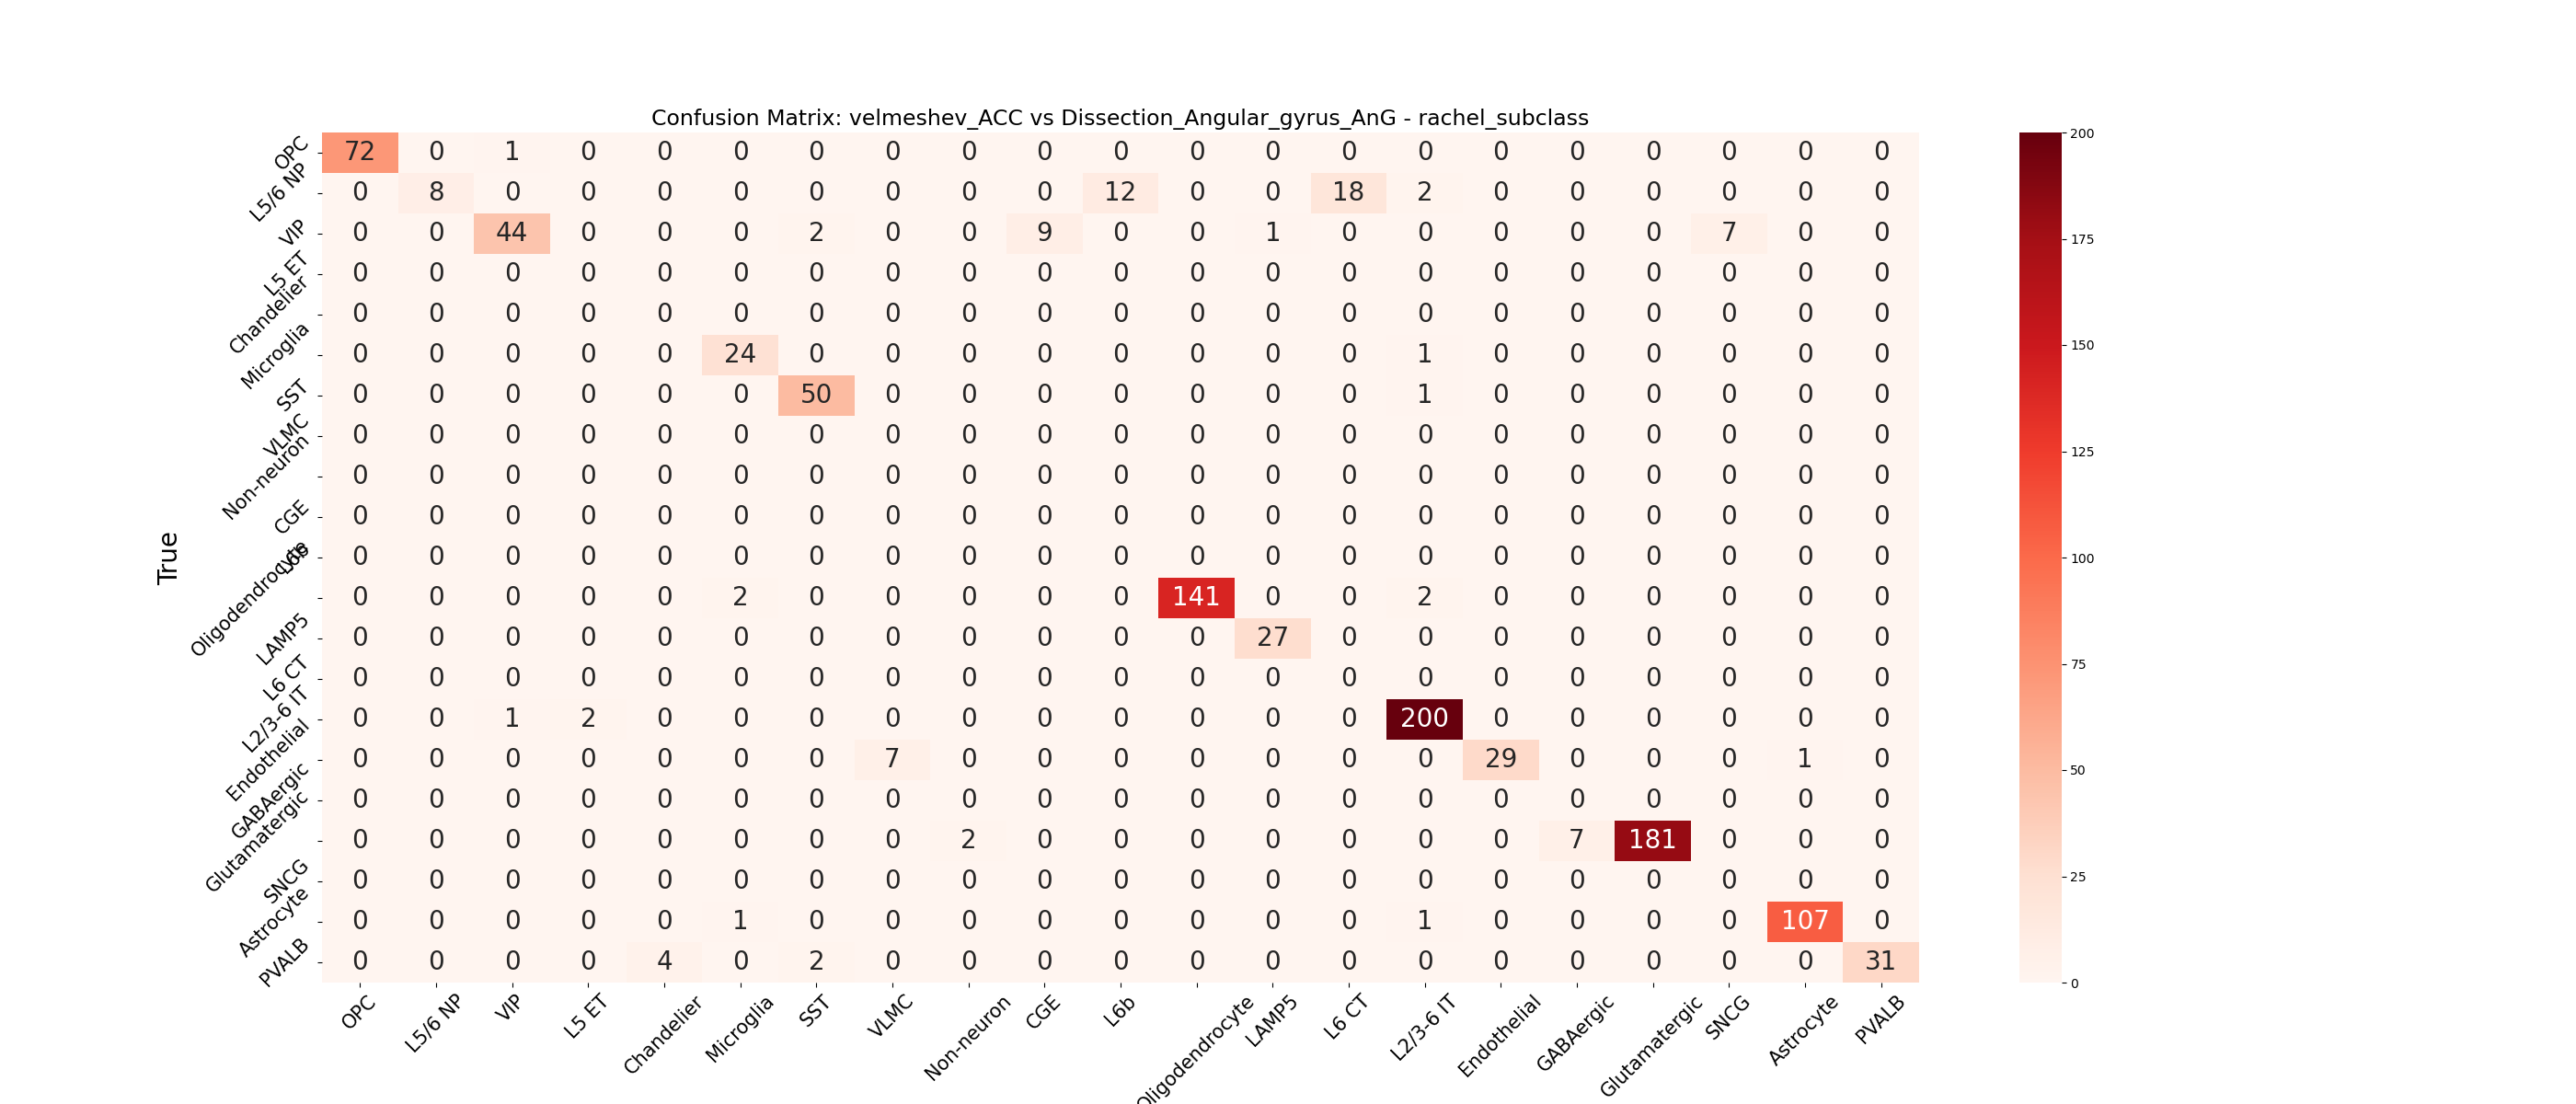 Confusion Matrix: velmeshev_ACC vs Dissection_Angular_gyrus_AnG - rachel_subclass
True
OPC 72 0 1 0 0 0 0 0 0 0 0 0 0 0 0 0 0 0 0 0 0
L5/6 NP 0 8 0 0 0 0 0 0 0 0 12 0 0 18 2 0 0 0 0 0 0
VIP 0 0 44 0 0 0 2 0 0 9 0 0 1 0 0 0 0 0 7 0 0
L5 ET 0 0 0 0 0 0 0 0 0 0 0 0 0 0 0 0 0 0 0 0 0
Chandelier 0 0 0 0 0 0 0 0 0 0 0 0 0 0 0 0 0 0 0 0 0
Microglia 0 0 0 0 0 24 0 0 0 0 0 0 0 0 1 0 0 0 0 0 0
SST 0 0 0 0 0 0 50 0 0 0 0 0 0 0 1 0 0 0 0 0 0
VLMC 0 0 0 0 0 0 0 0 0 0 0 0 0 0 0 0 0 0 0 0 0
Non-neuron 0 0 0 0 0 0 0 0 0 0 0 0 0 0 0 0 0 0 0 0 0
CGE 0 0 0 0 0 0 0 0 0 0 0 0 0 0 0 0 0 0 0 0 0
L6b 0 0 0 0 0 0 0 0 0 0 0 0 0 0 0 0 0 0 0 0 0
Oligodendrocyte 0 0 0 0 0 2 0 0 0 0 0 141 0 0 2 0 0 0 0 0 0
LAMP5 0 0 0 0 0 0 0 0 0 0 0 0 27 0 0 0 0 0 0 0 0
L6 CT 0 0 0 0 0 0 0 0 0 0 0 0 0 0 0 0 0 0 0 0 0
L2/3-6 IT 0 0 1 2 0 0 0 0 0 0 0 0 0 0 200 0 0 0 0 0 0
Endothelial 0 0 0 0 0 0 0 7 0 0 0 0 0 0 0 29 0 0 0 1 0
GABAergic 0 0 0 0 0 0 0 0 0 0 0 0 0 0 0 0 0 0 0 0 0
Glutamatergic 0 0 0 0 0 0 0 0 2 0 0 0 0 0 0 0 7 181 0 0 0
SNCG 0 0 0 0 0 0 0 0 0 0 0 0 0 0 0 0 0 0 0 0 0
Astrocyte 0 0 0 0 0 1 0 0 0 0 0 0 0 0 1 0 0 0 0 107 0
PVALB 0 0 0 0 4 0 2 0 0 0 0 0 0 0 0 0 0 0 0 0 31
OPC L5/6 NP VIP L5 ET Chandelier Microglia SST VLMC Non-neuron CGE L6b Oligodendrocyte LAMP5 L6 CT L2/3-6 IT Endothelial GABAergic Glutamatergic SNCG Astrocyte PVALB
200
175
150
125
100
75
50
25
0